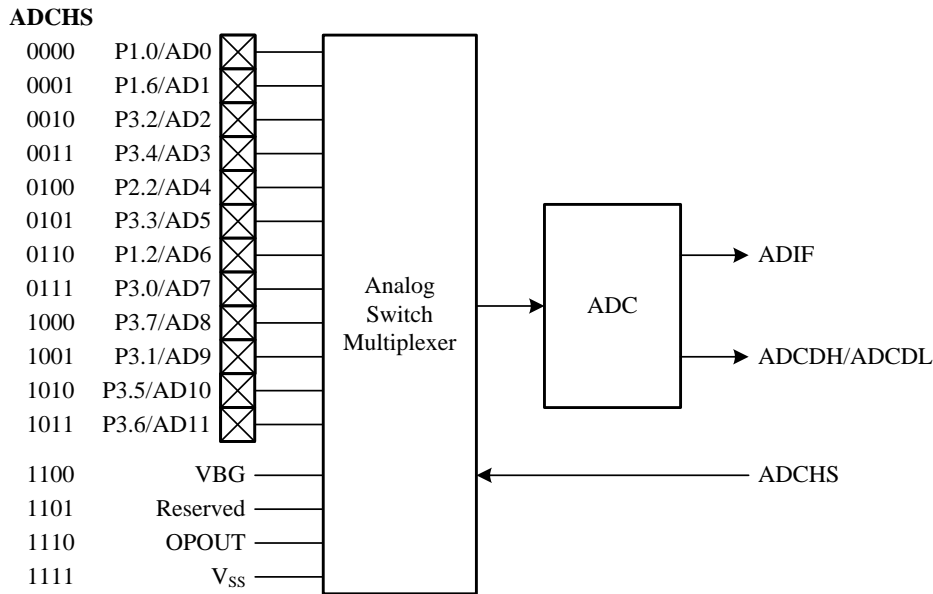 ADCHS
0000 P1.0/AD0
0001 P1.6/AD1
0010 P3.2/AD2
0011 P3.4/AD3
0100 P2.2/AD4
0101 P3.3/AD5
0110 P1.2/AD6
0111 P3.0/AD7
1000 P3.7/AD8
1001 P3.1/AD9
1010 P3.5/AD10
1011 P3.6/AD11
1100 VBG
1101 Reserved
1110 OPOUT
1111 VSS
Analog
Switch
Multiplexer
ADC
ADIF
ADCDH/ADCDL
ADCHS